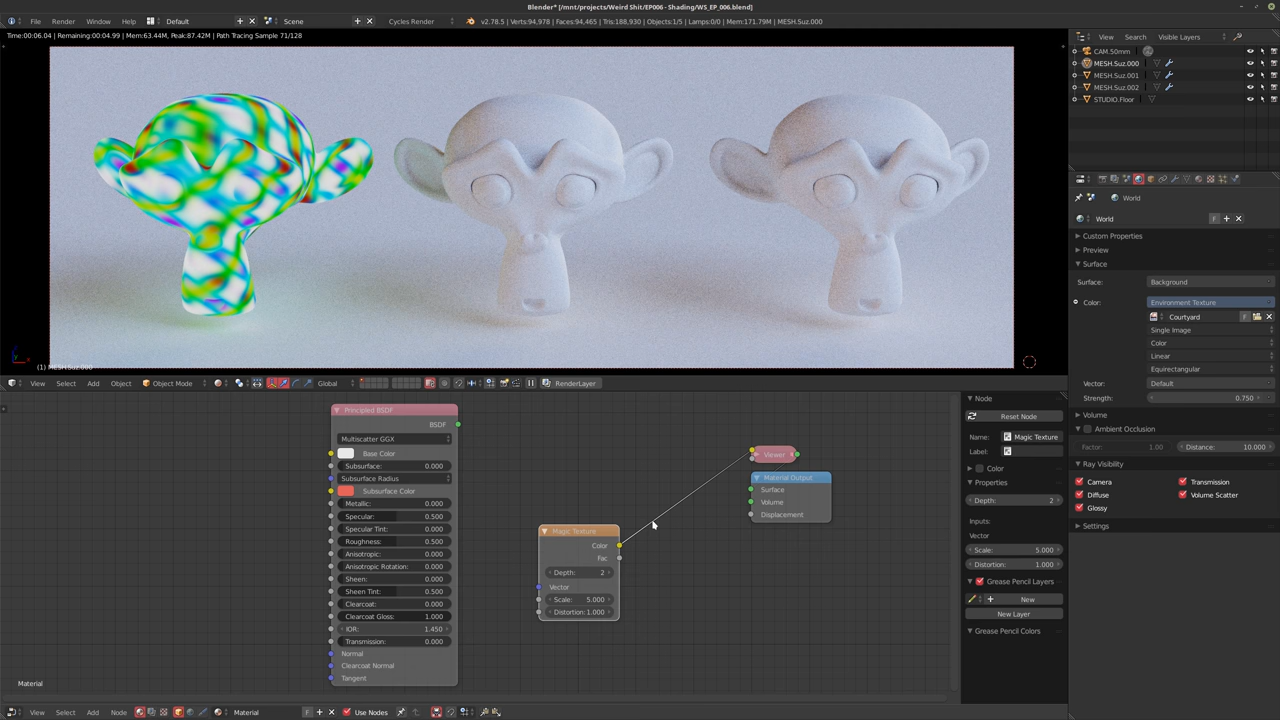 Blender* [/mnt/projects/Weird Shit/EP006 - Shading/WS_EP_006.blend]
File Render Window Help Default Scene Cycles Render v2.78.5 | Verts:94,978 | Faces:94,465 | Tris:188,930 | Objects:1/5 | Lamps:0/0 | Mem:171.79M | MESH.Suz.000
Time:00:06.04 | Remaining:00:04.99 | Mem:63.44M, Peak:87.42M | Path Tracing Sample 71/128
View Search Visible Layers
CAM.50mm
MESH.Suz.000
MESH.Suz.001
MESH.Suz.002
STUDIO.Floor
World
World F
Custom Properties
Preview
Surface
Surface: Background
Color: Environment Texture
Courtyard F
Single Image
Color
Linear
Equirectangular
Vector: Default
Strength: 0.750
Volume
Ambient Occlusion
Factor: 1.00 Distance: 10.000
Ray Visibility
Camera Transmission
Diffuse Volume Scatter
Glossy
Settings
(1) MESH.Suz.000
View Select Add Object Object Mode Global RenderLayer
Principled BSDF
BSDF
Multiscatter GGX
Base Color
Subsurface: 0.000
Subsurface Radius
Subsurface Color
Metallic: 0.000
Specular: 0.500
Specular Tint: 0.000
Roughness: 0.500
Anisotropic: 0.000
Anisotropic Rotation: 0.000
Sheen: 0.000
Sheen Tint: 0.500
Clearcoat: 0.000
Clearcoat Gloss: 1.000
IOR: 1.450
Transmission: 0.000
Normal
Clearcoat Normal
Tangent
Magic Texture
Color
Fac
Depth: 2
Vector
Scale: 5.000
Distortion: 1.000
Viewer
Material Output
Surface
Volume
Displacement
Node
Reset Node
Name: Magic Texture
Label:
Color
Properties
Depth: 2
Inputs:
Vector
Scale: 5.000
Distortion: 1.000
Grease Pencil Layers
New
New Layer
Grease Pencil Colors
Material
View Select Add Node Material F Use Nodes